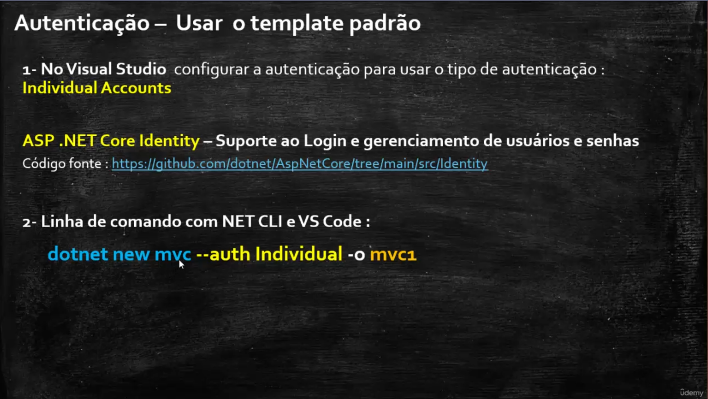 Autenticação – Usar o template padrão
1- No Visual Studio configurar a autenticação para usar o tipo de autenticação :
Individual Accounts
ASP .NET Core Identity – Suporte ao Login e gerenciamento de usuários e senhas
Código fonte : https://github.com/dotnet/AspNetCore/tree/main/src/Identity
2- Linha de comando com NET CLI e VS Code :
dotnet new mvc --auth Individual -o mvc1
ûdemy